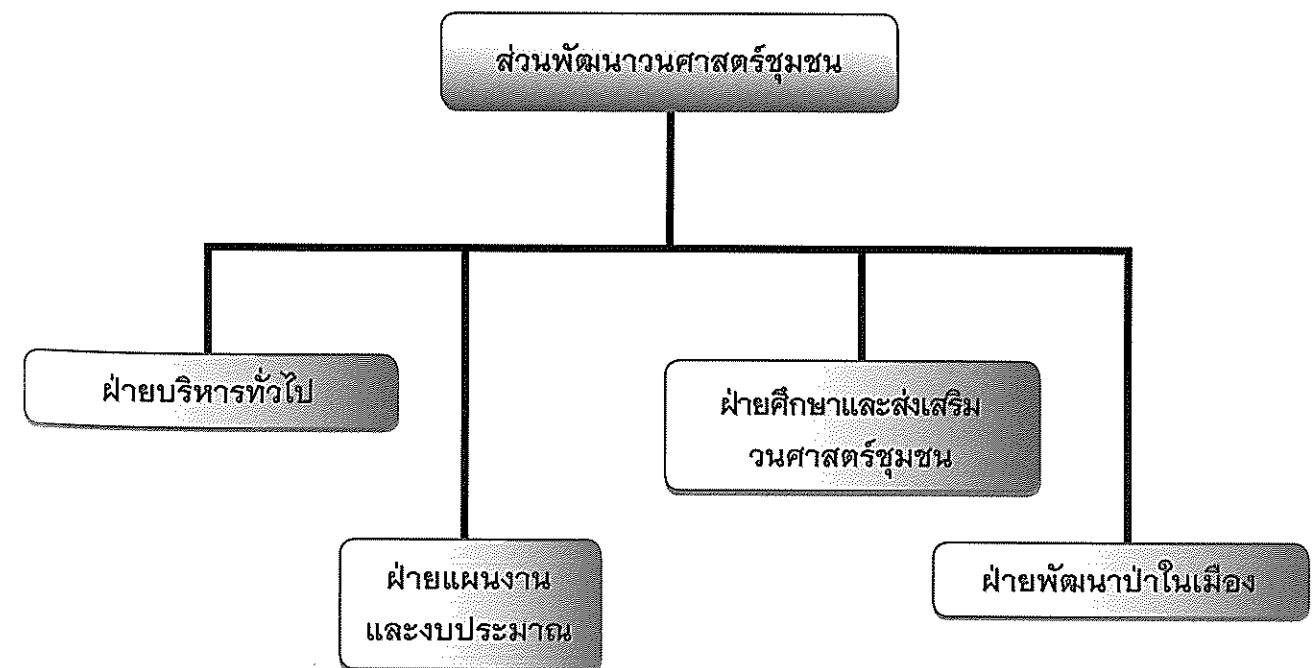 ส่วนพัฒนาวนศาสตร์ชุมชน
ฝ่ายบริหารทั่วไป
ฝ่ายแผนงาน
และงบประมาณ
ฝ่ายศึกษาและส่งเสริม
วนศาสตร์ชุมชน
ฝ่ายพัฒนาป่าในเมือง